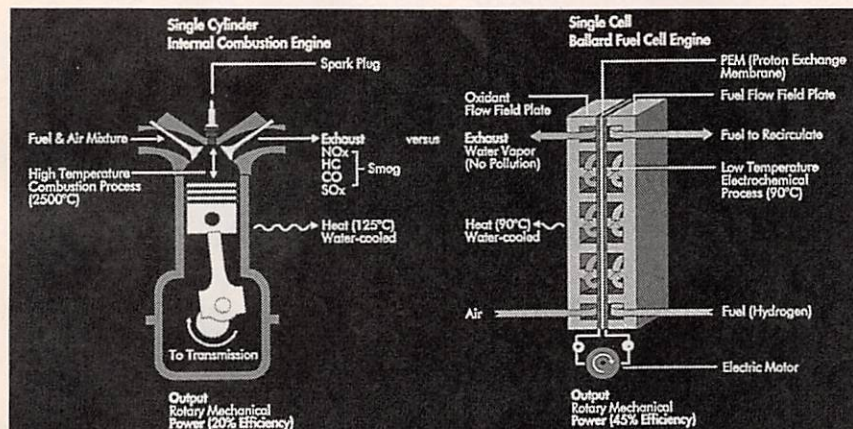 Single Cylinder
Internal Combustion Engine
Spark Plug
Fuel & Air Mixture
Exhaust
NOx
HC
CO
SOx
Smog
High Temperature
Combustion Process
(2500°C)
Heat (125°C)
Water-cooled
To Transmission
Output
Rotary Mechanical
Power (20% Efficiency)
versus
Single Cell
Ballard Fuel Cell Engine
PEM (Proton Exchange
Membrane)
Oxidant
Flow Field Plate
Fuel Flow Field Plate
Exhaust
Water Vapor
(No Pollution)
Fuel to Recirculate
Low Temperature
Electrochemical
Process (90°C)
Heat (90°C)
Water-cooled
Air
Fuel (Hydrogen)
Electric Motor
Output
Rotary Mechanical
Power (45% Efficiency)